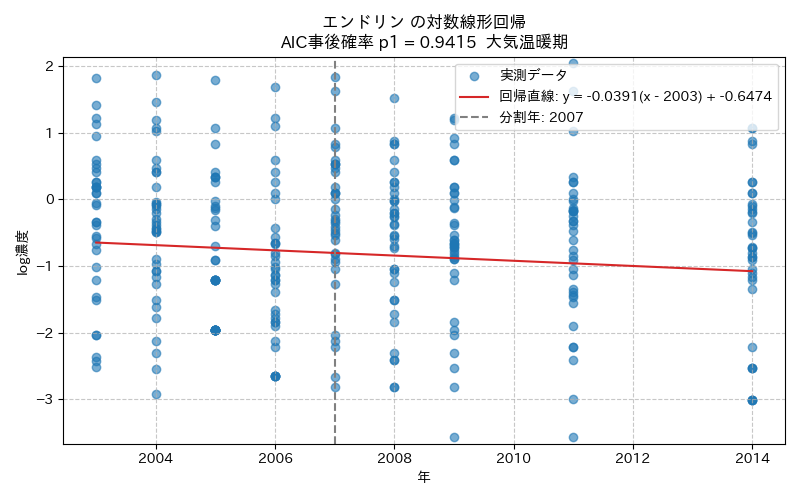 エンドリン の対数線形回帰
AIC事後確率 p1 = 0.9415  大気温暖期
実測データ
回帰直線: y = -0.0391(x - 2003) + -0.6474
分割年: 2007
log濃度
2
1
0
−1
−2
−3
2004 2006 2008 2010 2012 2014
年